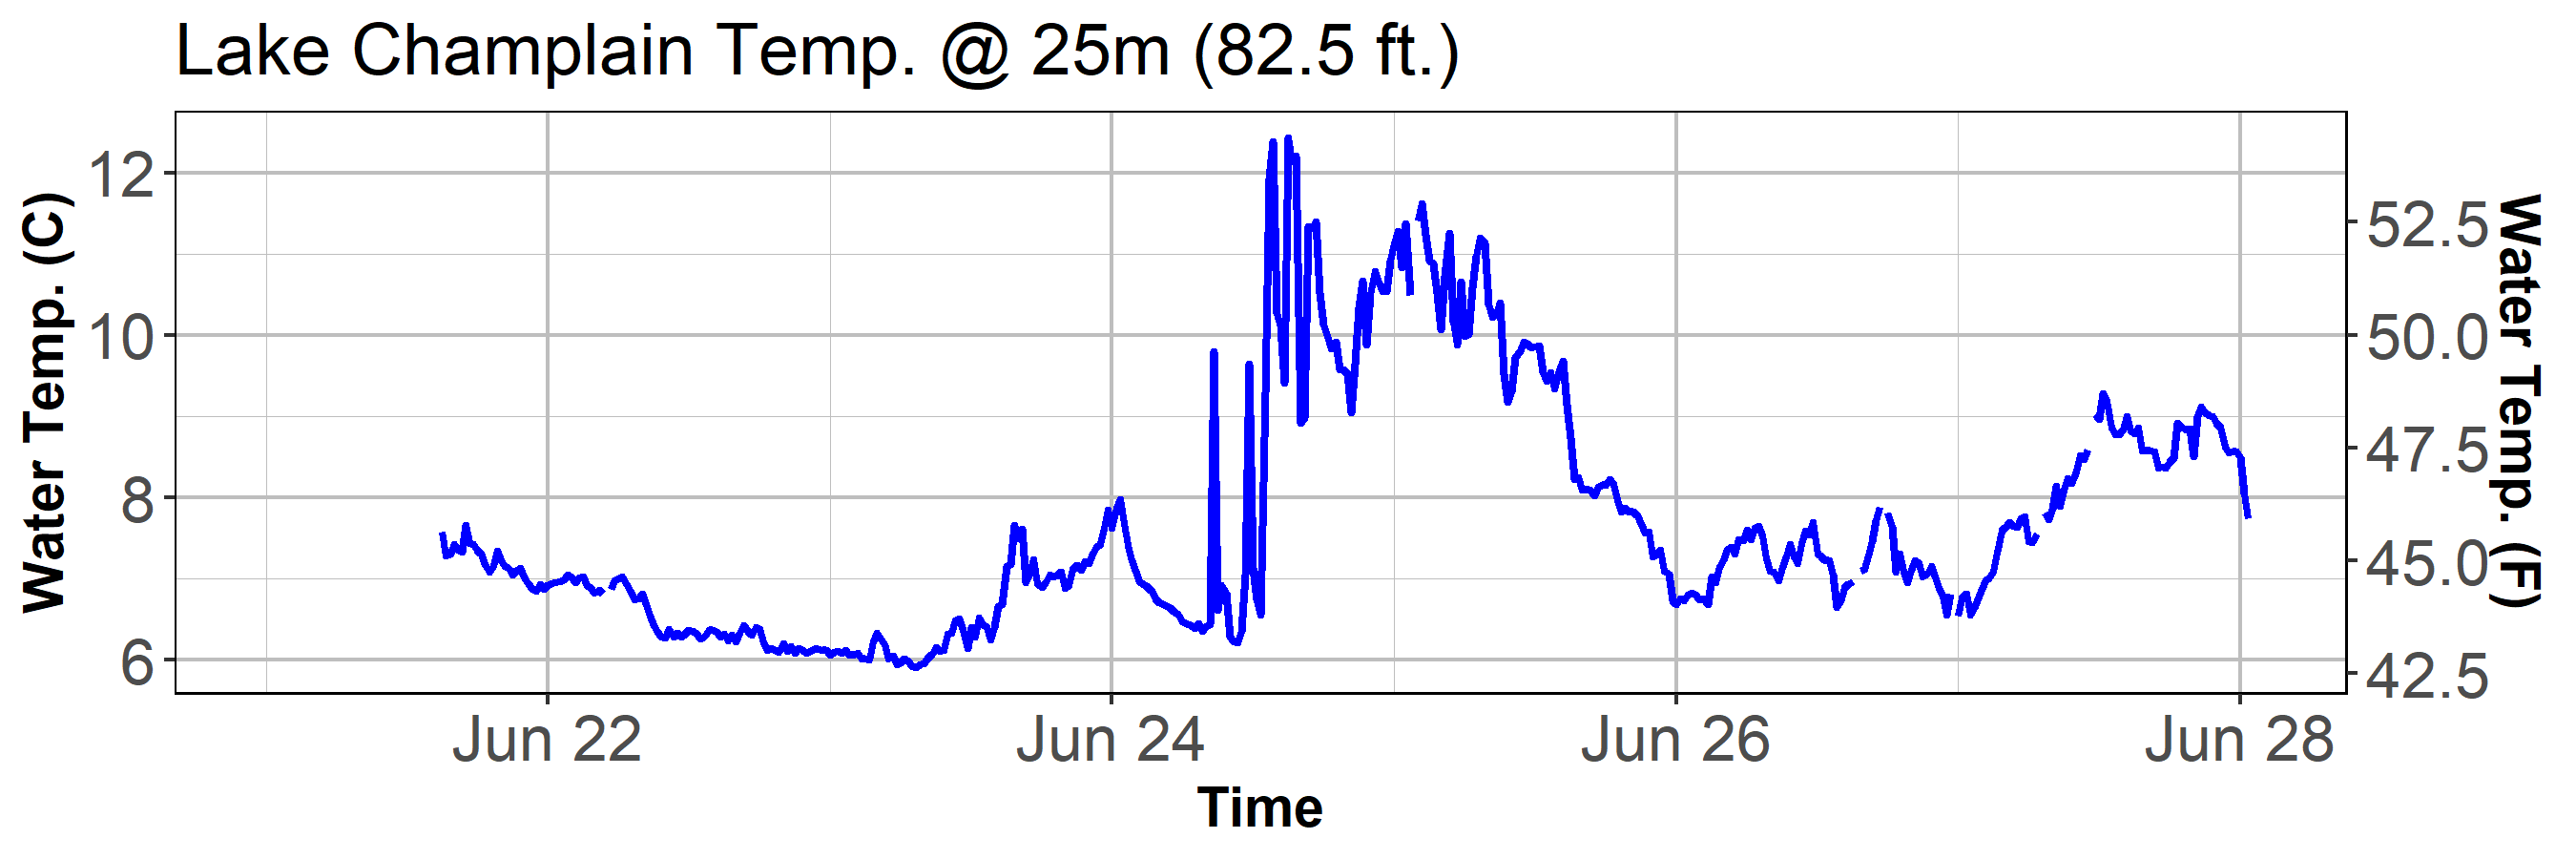 Lake Champlain Temp. @ 25m (82.5 ft.)
Water Temp. (C)
12
10
8
6
52.5
50.0
47.5
45.0
42.5
Water Temp. (F)
Jun 22 Jun 24 Jun 26 Jun 28
Time